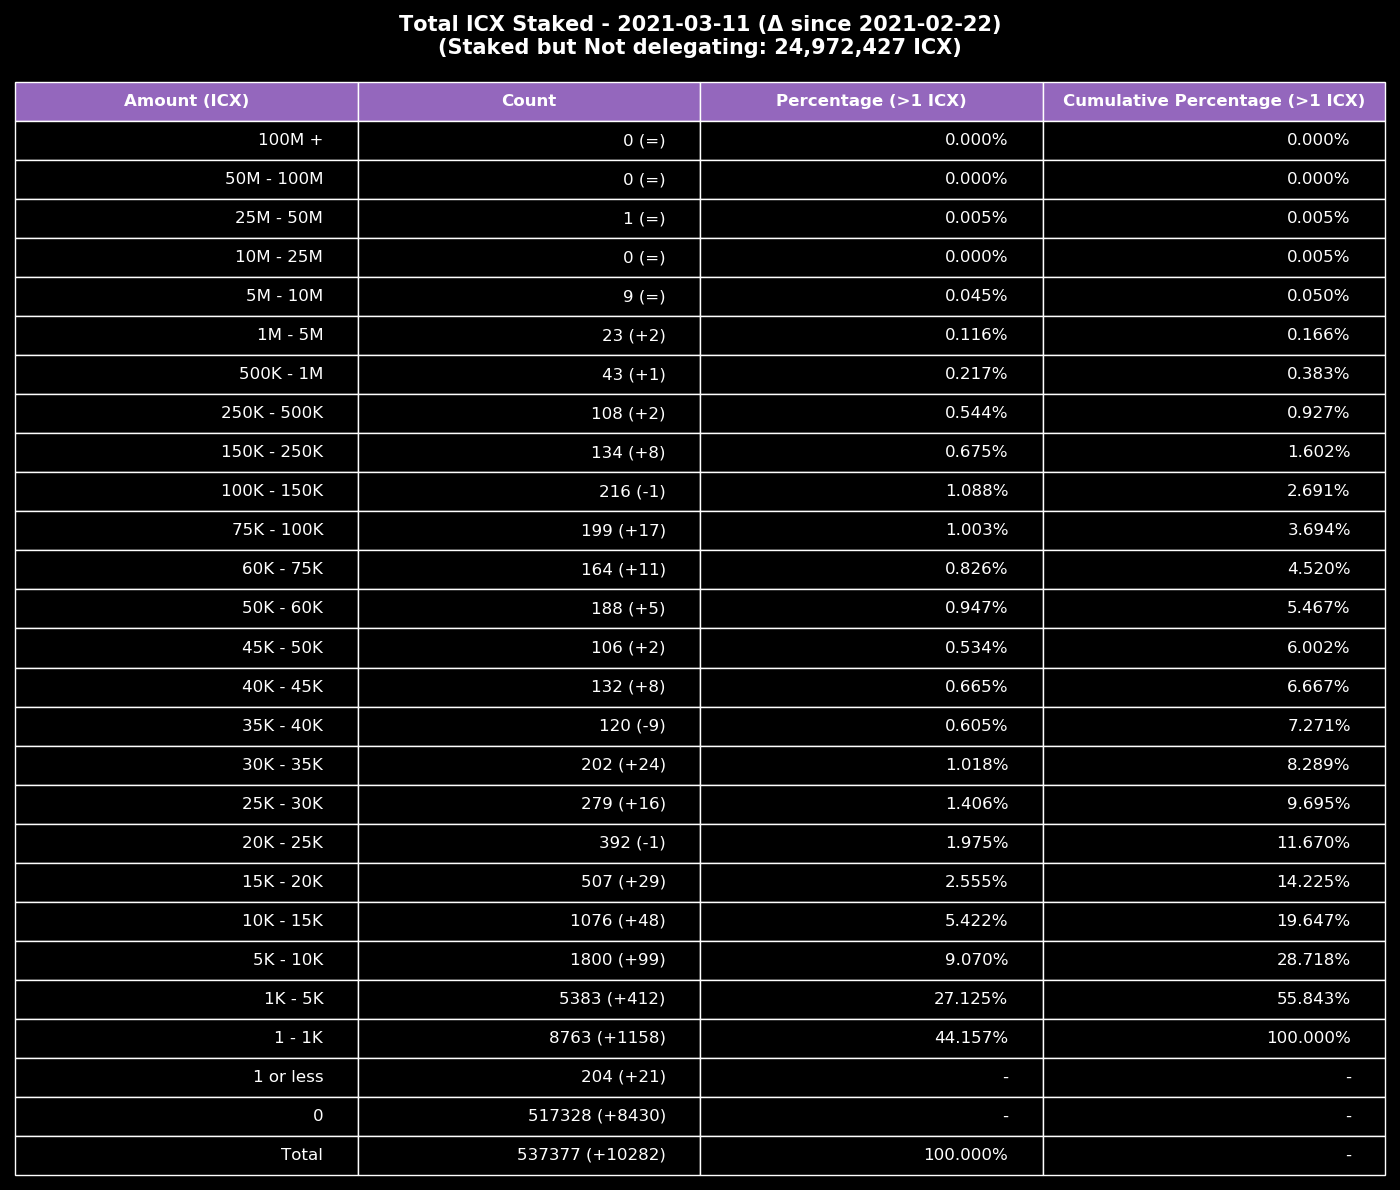 Total ICX Staked - 2021-03-11 (Δ since 2021-02-22)
(Staked but Not delegating: 24,972,427 ICX)
Amount (ICX) Count Percentage (>1 ICX) Cumulative Percentage (>1 ICX)
100M + 0 (=) 0.000% 0.000%
50M - 100M 0 (=) 0.000% 0.000%
25M - 50M 1 (=) 0.005% 0.005%
10M - 25M 0 (=) 0.000% 0.005%
5M - 10M 9 (=) 0.045% 0.050%
1M - 5M 23 (+2) 0.116% 0.166%
500K - 1M 43 (+1) 0.217% 0.383%
250K - 500K 108 (+2) 0.544% 0.927%
150K - 250K 134 (+8) 0.675% 1.602%
100K - 150K 216 (-1) 1.088% 2.691%
75K - 100K 199 (+17) 1.003% 3.694%
60K - 75K 164 (+11) 0.826% 4.520%
50K - 60K 188 (+5) 0.947% 5.467%
45K - 50K 106 (+2) 0.534% 6.002%
40K - 45K 132 (+8) 0.665% 6.667%
35K - 40K 120 (-9) 0.605% 7.271%
30K - 35K 202 (+24) 1.018% 8.289%
25K - 30K 279 (+16) 1.406% 9.695%
20K - 25K 392 (-1) 1.975% 11.670%
15K - 20K 507 (+29) 2.555% 14.225%
10K - 15K 1076 (+48) 5.422% 19.647%
5K - 10K 1800 (+99) 9.070% 28.718%
1K - 5K 5383 (+412) 27.125% 55.843%
1 - 1K 8763 (+1158) 44.157% 100.000%
1 or less 204 (+21) - -
0 517328 (+8430) - -
Total 537377 (+10282) 100.000% -